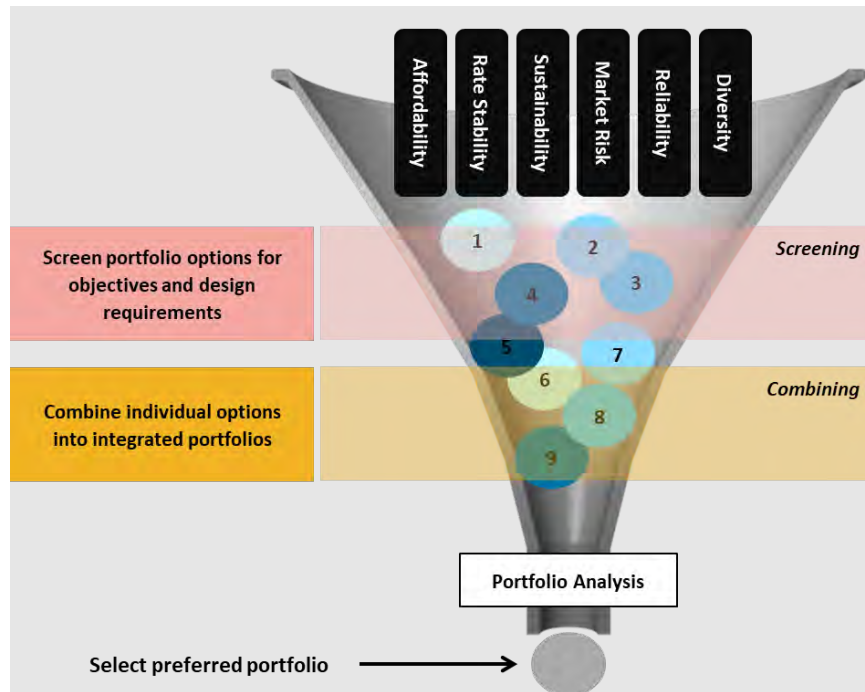 Affordability
Rate Stability
Sustainability
Market Risk
Reliability
Diversity
Screen portfolio options for
objectives and design
requirements
Screening
1
2
3
4
5
7
6
Combine individual options
into integrated portfolios
Combining
8
9
Portfolio Analysis
Select preferred portfolio